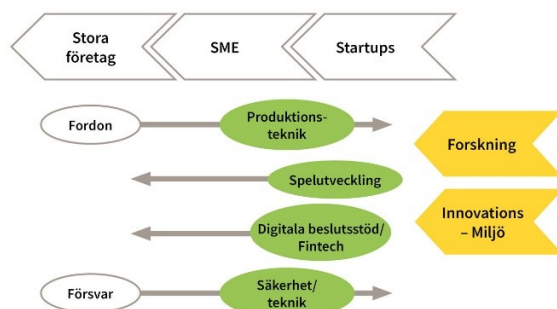 Stora
företag
SME
Startups
Fordon
Produktions-
teknik
Forskning
Spelutveckling
Innovations
– Miljö
Digitala beslutsstöd/
Fintech
Försvar
Säkerhet/
teknik